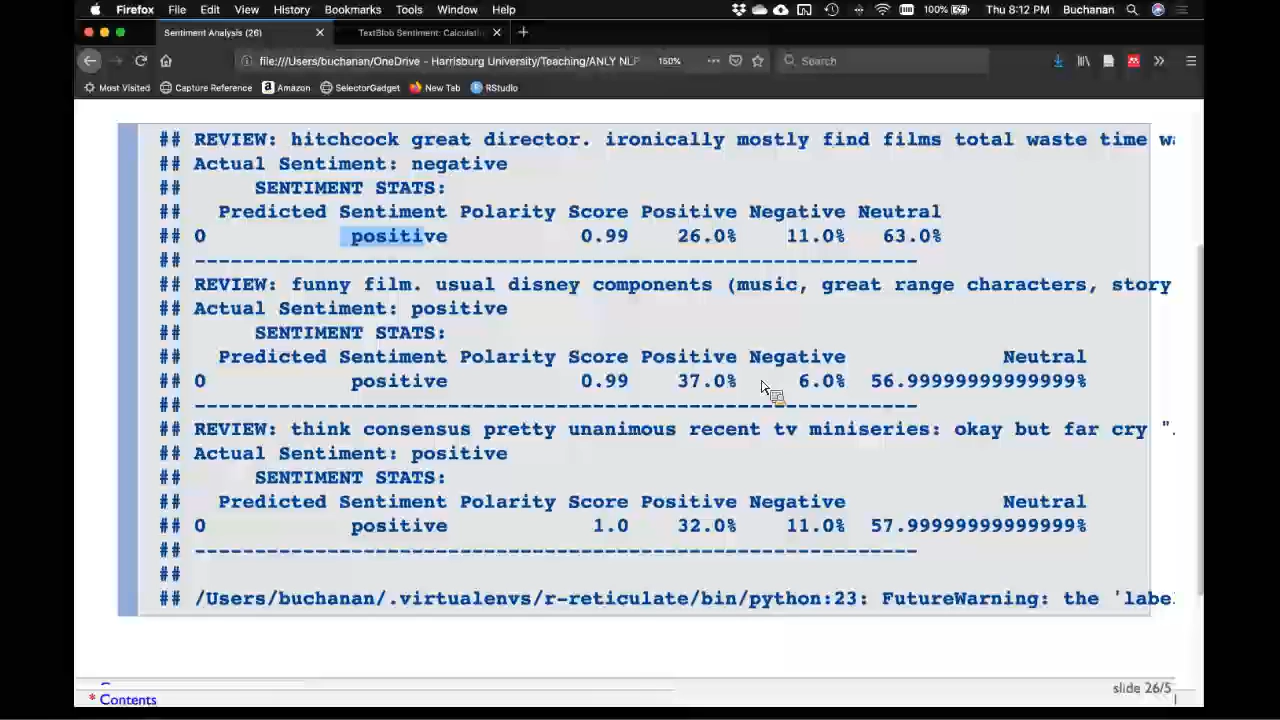 Firefox File Edit View History Bookmarks Tools Window Help 100% Thu 8:12 PM Buchanan
Sentiment Analysis (26) TextBlob Sentiment: Calculati
file:///Users/buchanan/OneDrive - Harrisburg University/Teaching/ANLY NLP 150% Search
Most Visited Capture Reference Amazon SelectorGadget New Tab RStudio
## REVIEW: hitchcock great director. ironically mostly find films total waste time wa
## Actual Sentiment: negative
## SENTIMENT STATS:
## Predicted Sentiment Polarity Score Positive Negative Neutral
## 0 positive 0.99 26.0% 11.0% 63.0%
## ------------------------------------------------------------
## REVIEW: funny film. usual disney components (music, great range characters, story
## Actual Sentiment: positive
## SENTIMENT STATS:
## Predicted Sentiment Polarity Score Positive Negative Neutral
## 0 positive 0.99 37.0% 6.0% 56.99999999999999%
## ------------------------------------------------------------
## REVIEW: think consensus pretty unanimous recent tv miniseries: okay but far cry ".
## Actual Sentiment: positive
## SENTIMENT STATS:
## Predicted Sentiment Polarity Score Positive Negative Neutral
## 0 positive 1.0 32.0% 11.0% 57.99999999999999%
## ------------------------------------------------------------
##
## /Users/buchanan/.virtualenvs/r-reticulate/bin/python:23: FutureWarning: the 'labe
slide 26/5
* Contents